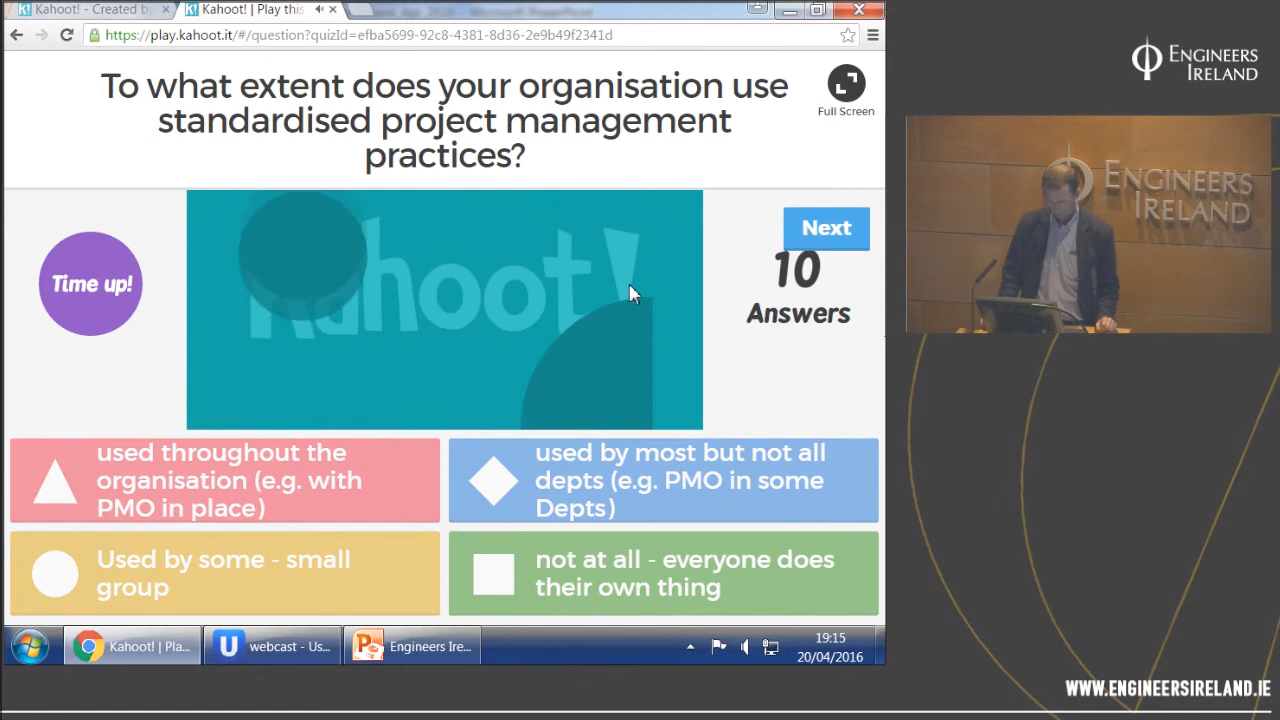 Kahoot! - Created b
Kahoot! | Play this
https://play.kahoot.it/#/question?quizId=efba5699-92c8-4381-8d36-2e9b49f2341d
To what extent does your organisation use
standardised project management
practices?
Full Screen
Time up!
Kahoot!
Next
10
Answers
used throughout the
organisation (e.g. with
PMO in place)
used by most but not all
depts (e.g. PMO in some
Depts)
Used by some - small
group
not at all - everyone does
their own thing
Kahoot! | Pla...
webcast - Us...
Engineers Ire...
19:15
20/04/2016
ENGINEERS
IRELAND
ENGINEERS
IRELAND
WWW.ENGINEERSIRELAND.IE